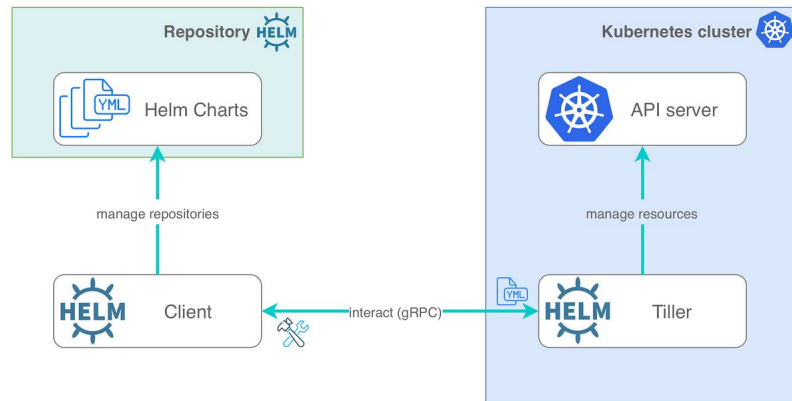 Repository HELM
Kubernetes cluster
YML Helm Charts
API server
manage repositories
manage resources
HELM Client
interact (gRPC)
YML
HELM Tiller